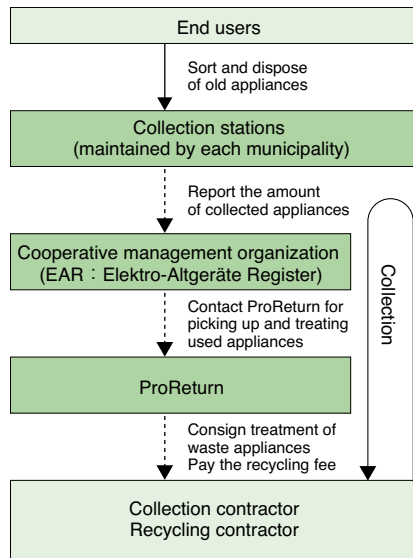 End users
Sort and dispose
of old appliances
Collection stations
(maintained by each municipality)
Report the amount
of collected appliances
Cooperative management organization
(EAR：Elektro-Altgeräte Register)
Contact ProReturn for
picking up and treating
used appliances
Collection
ProReturn
Consign treatment of
waste appliances
Pay the recycling fee
Collection contractor
Recycling contractor